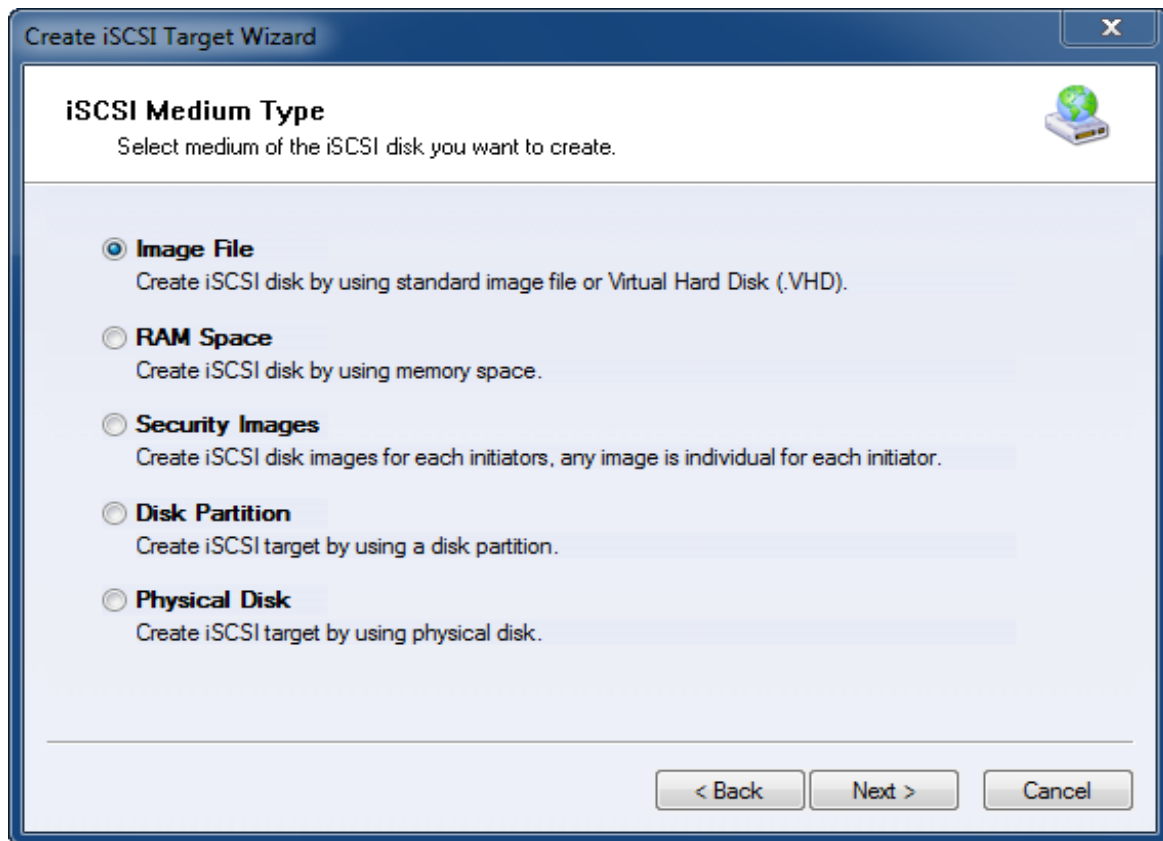 Create iSCSI Target Wizard
X
iSCSI Medium Type
Select medium of the iSCSI disk you want to create.
Image File
Create iSCSI disk by using standard image file or Virtual Hard Disk (.VHD).
RAM Space
Create iSCSI disk by using memory space.
Security Images
Create iSCSI disk images for each initiators, any image is individual for each initiator.
Disk Partition
Create iSCSI target by using a disk partition.
Physical Disk
Create iSCSI target by using physical disk.
< Back Next > Cancel